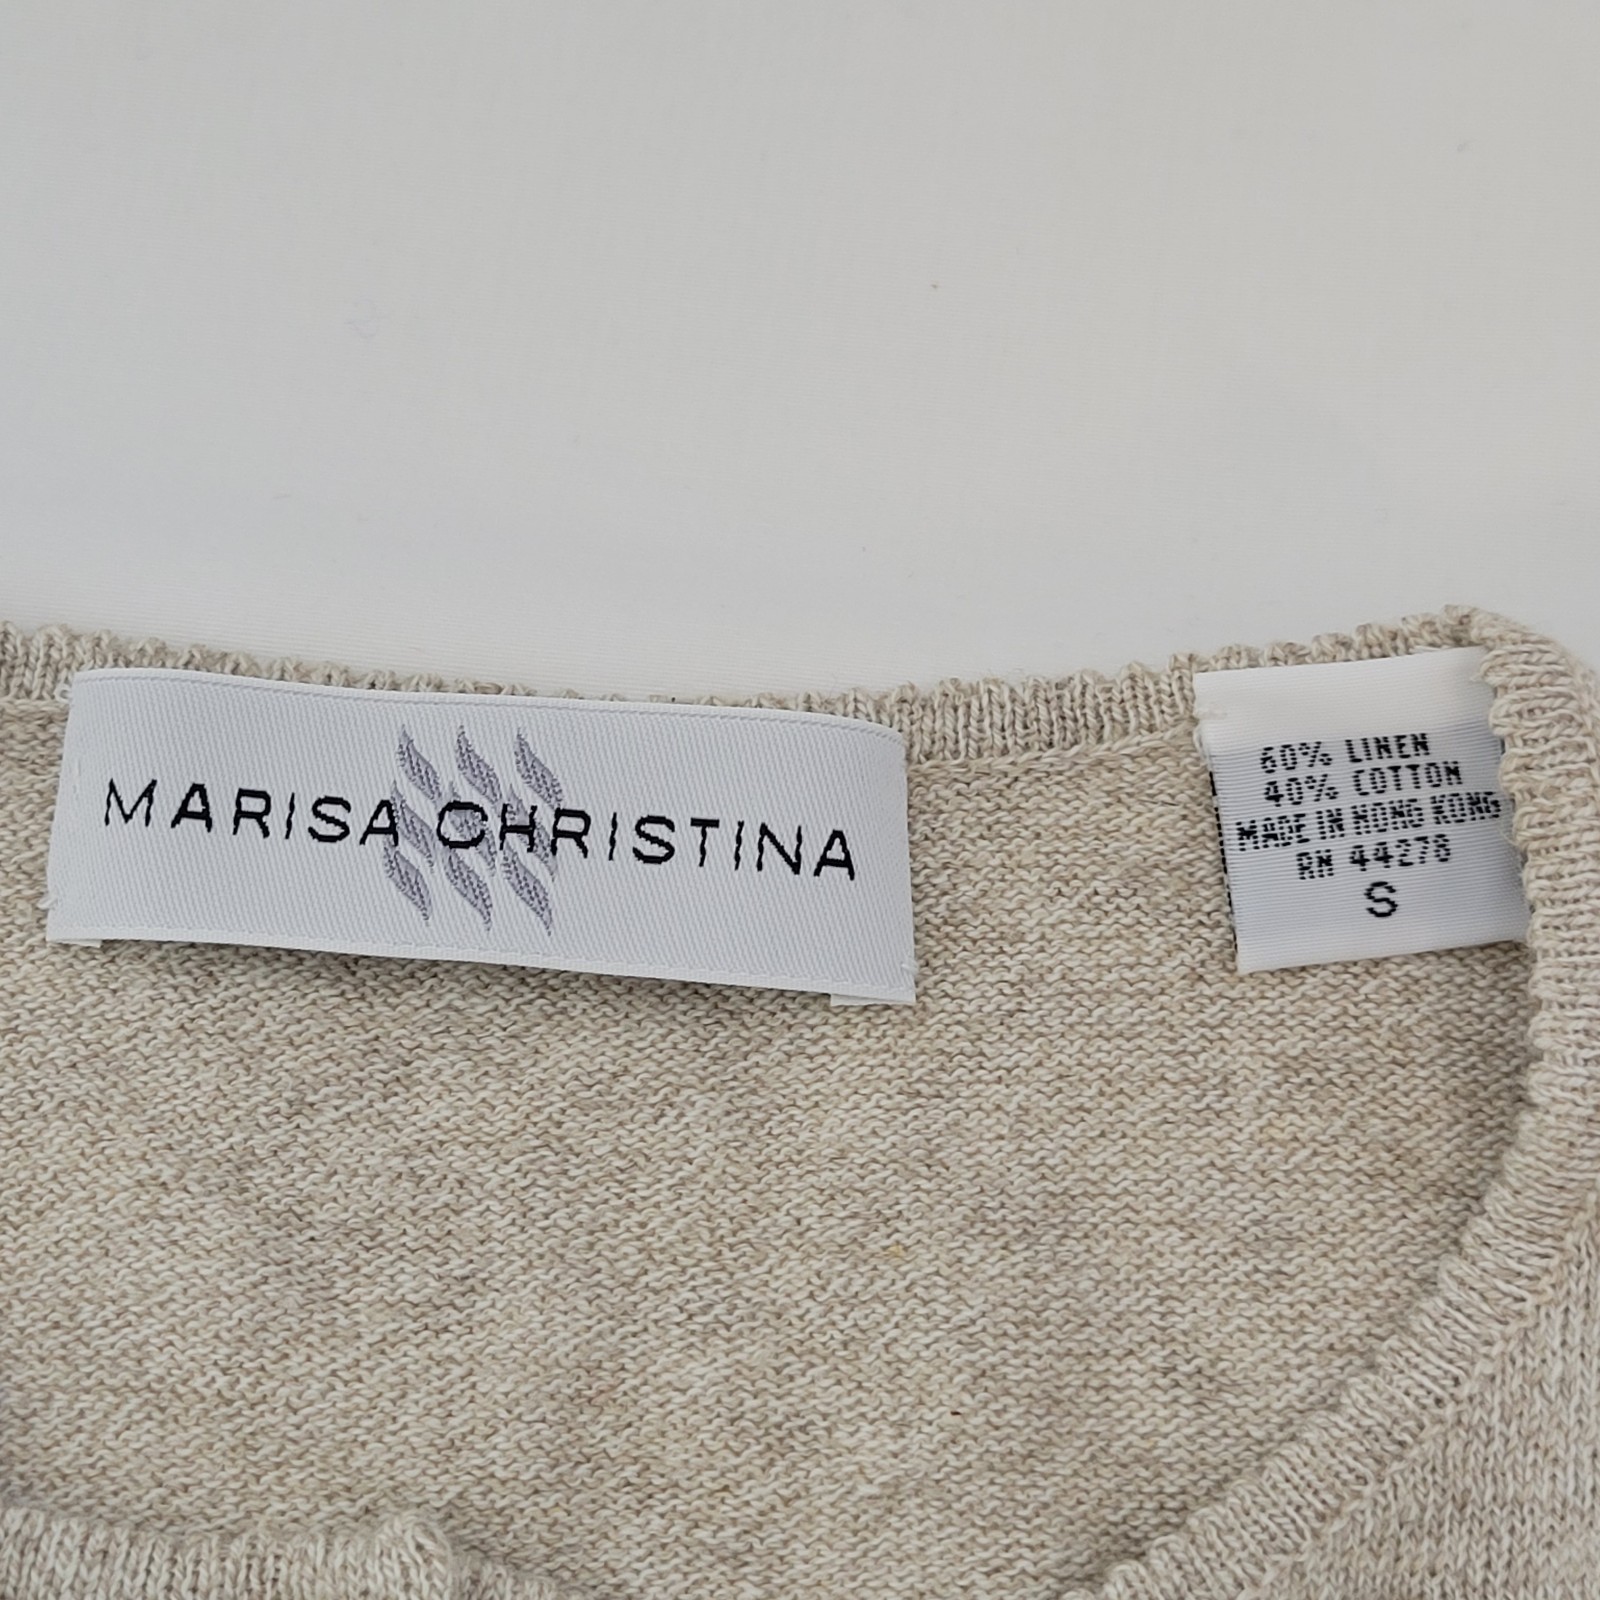 MARISA CHRISTINA
60% LINEN
40% COTTON
MADE IN HONG KONG
RN 44278
S